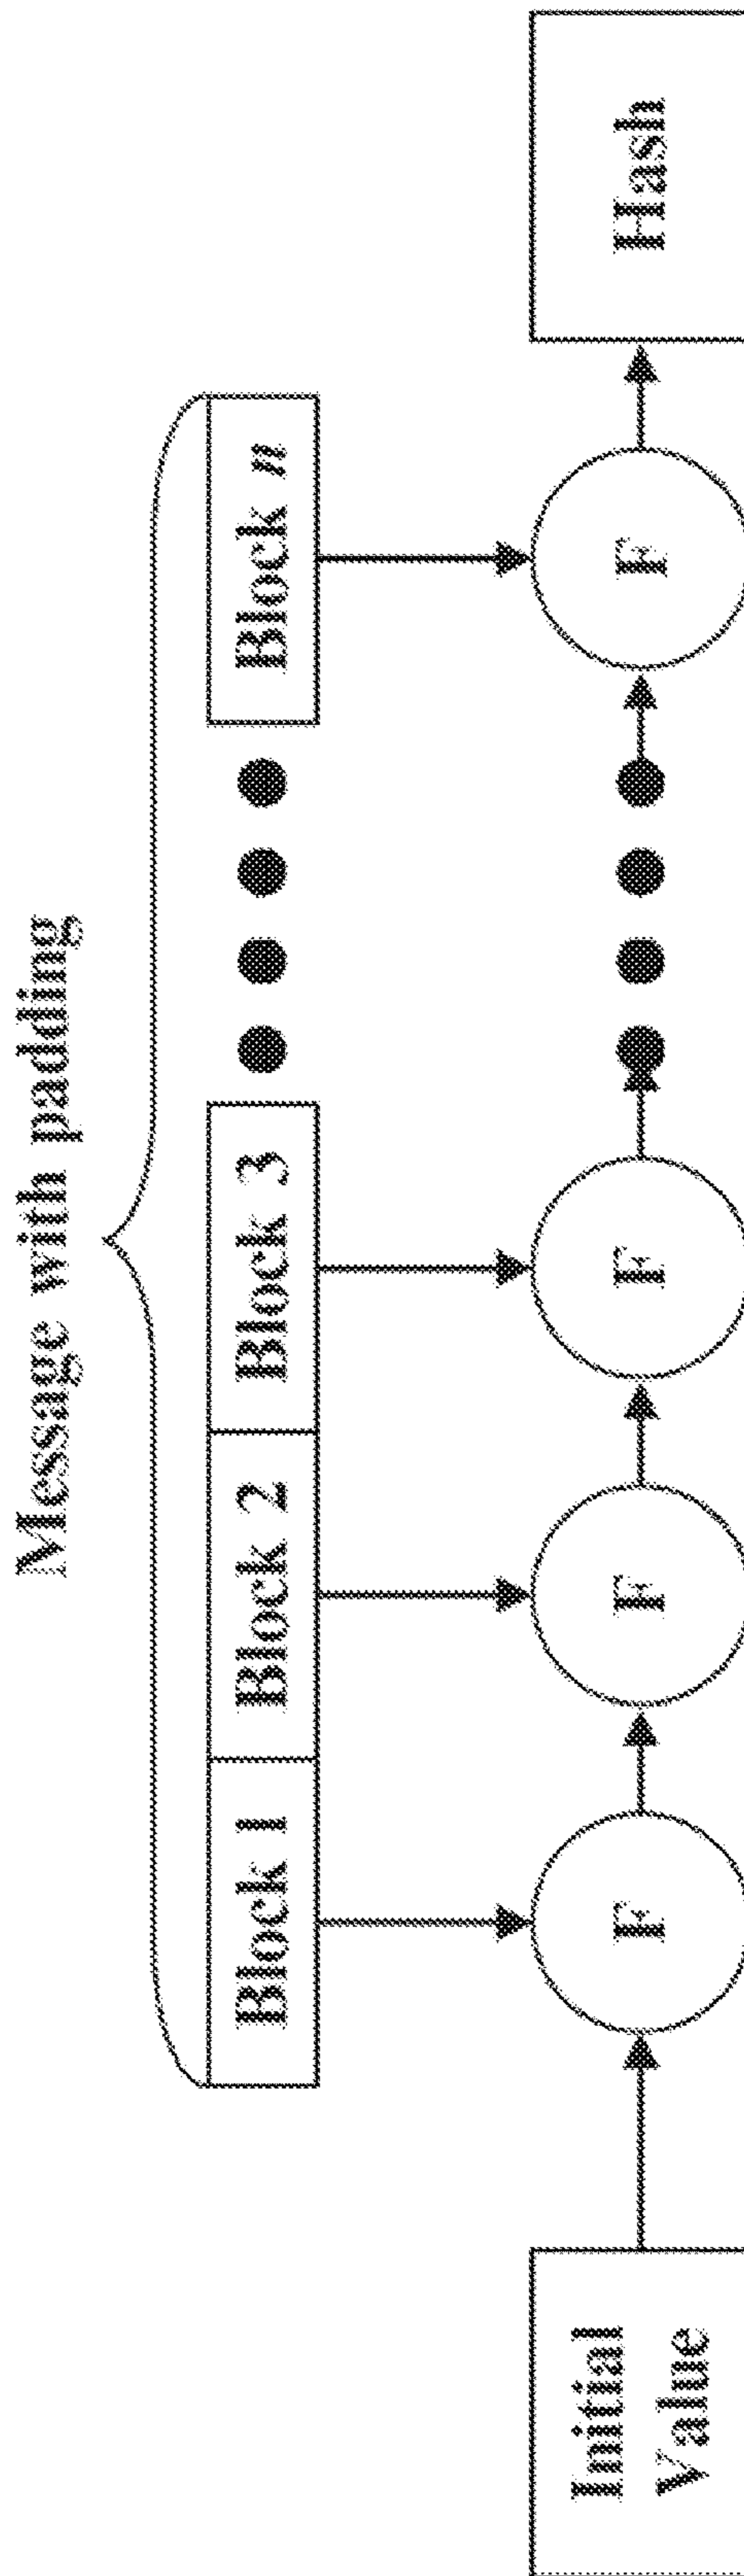 Message with padding
Block 1
Block 2
Block 3
Block n
Initial
Value
F
F
F
F
Hash